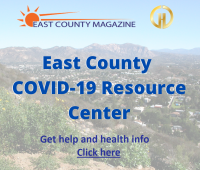 EAST COUNTY MAGAZINE
East County
COVID-19 Resource
Center
Get help and health info
Click here